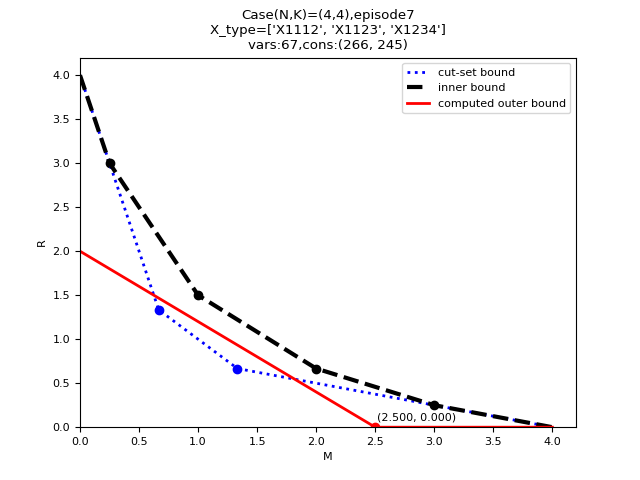 Case(N,K)=(4,4),episode7
X_type=['X1112', 'X1123', 'X1234']
vars:67,cons:(266, 245)
cut-set bound
inner bound
computed outer bound
4.0
3.5
3.0
2.5
2.0
1.5
1.0
0.5
0.0
R
(2.500, 0.000)
0.0 0.5 1.0 1.5 2.0 2.5 3.0 3.5 4.0
M